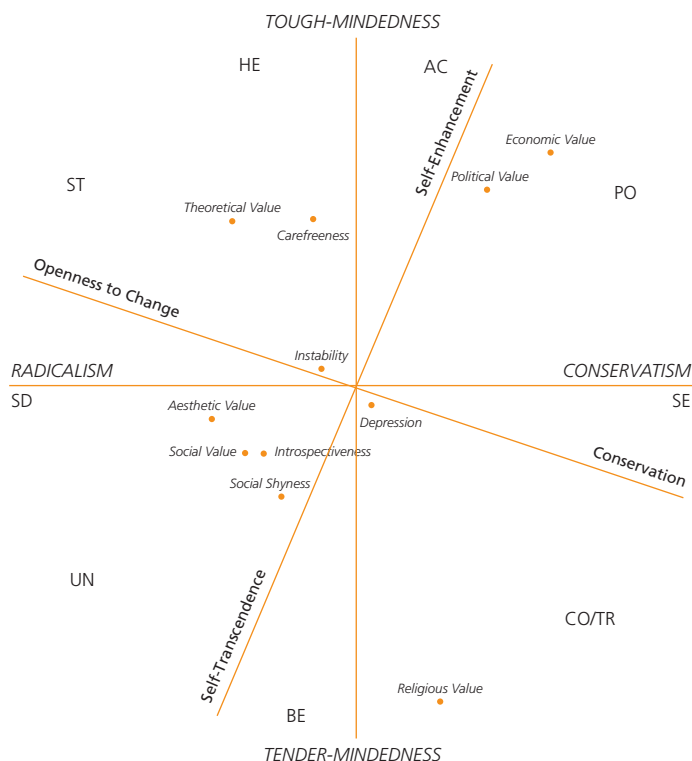 TOUGH-MINDEDNESS
HE
AC
Self-Enhancement
Economic Value
Political Value
ST
PO
Theoretical Value
Carefreeness
Openness to Change
Instability
RADICALISM
CONSERVATISM
SD
SE
Aesthetic Value
Depression
Social Value
Introspectiveness
Conservation
Social Shyness
UN
Self-Transcendence
CO/TR
Religious Value
BE
TENDER-MINDEDNESS